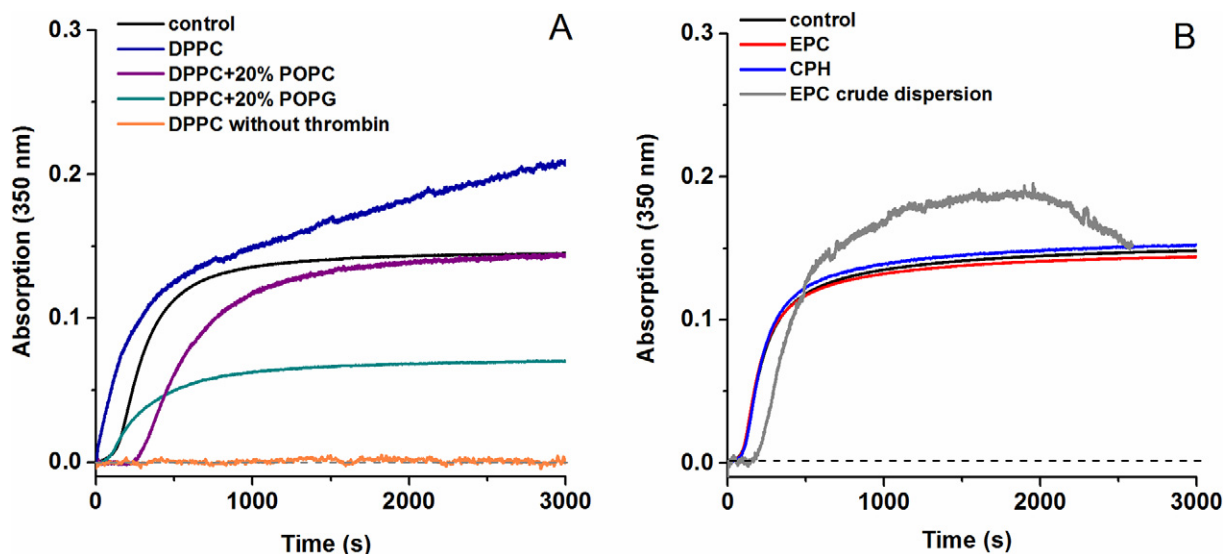 A
control
DPPC
DPPC+20% POPC
DPPC+20% POPG
DPPC without thrombin
Absorption (350 nm)
0.3
0.2
0.1
0.0
0 1000 2000 3000
Time (s)
B
control
EPC
CPH
EPC crude dispersion
Absorption (350 nm)
0.3
0.2
0.1
0.0
0 1000 2000 3000
Time (s)